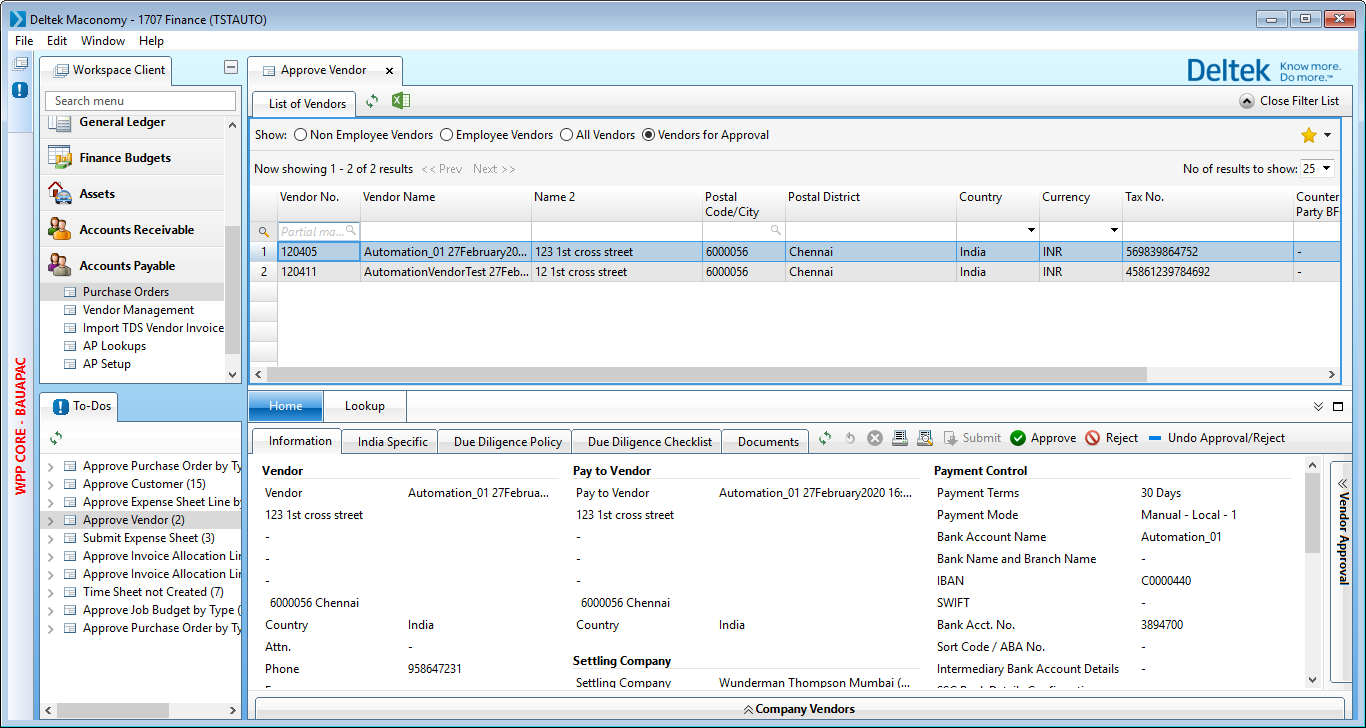 Deltek Maconomy - 1707 Finance (TSTAUTO)
File Edit Window Help
Workspace Client
Search menu
General Ledger
Finance Budgets
Assets
Accounts Receivable
Accounts Payable
Purchase Orders
Vendor Management
Import TDS Vendor Invoice
AP Lookups
AP Setup
WPP CORE - BAUAPAC
To-Dos
Approve Purchase Order by Ty
Approve Customer (15)
Approve Expense Sheet Line by
Approve Vendor (2)
Submit Expense Sheet (3)
Approve Invoice Allocation Lin
Approve Invoice Allocation Lin
Time Sheet not Created (7)
Approve Job Budget by Type (
Approve Purchase Order by Ty
Approve Vendor x
Deltek Know more.
Do more.™
List of Vendors Close Filter List
Show: Non Employee Vendors Employee Vendors All Vendors Vendors for Approval
Now showing 1 - 2 of 2 results << Prev Next >> No of results to show: 25
Vendor No. Vendor Name Name 2 Postal Code/City Postal District Country Currency Tax No. Counter Party BF
Partial ma...
1 120405 Automation_01 27February20... 123 1st cross street 6000056 Chennai India INR 569839864752 -
2 120411 AutomationVendorTest 27Feb... 12 1st cross street 6000056 Chennai India INR 45861239784692 -
Home Lookup
Information India Specific Due Diligence Policy Due Diligence Checklist Documents Submit Approve Reject Undo Approval/Reject
Vendor Pay to Vendor Payment Control
Vendor Automation_01 27Februa... Pay to Vendor Automation_01 27February2020 16:... Payment Terms 30 Days
123 1st cross street 123 1st cross street Payment Mode Manual - Local - 1
- - Bank Account Name Automation_01
- - Bank Name and Branch Name -
- - IBAN C0000440
6000056 Chennai 6000056 Chennai SWIFT -
Country India Country India Bank Acct. No. 3894700
Attn. - Sort Code / ABA No. -
Phone 958647231 Settling Company Intermediary Bank Account Details -
Settling Company Wunderman Thompson Mumbai (...
Vendor Approval
Company Vendors